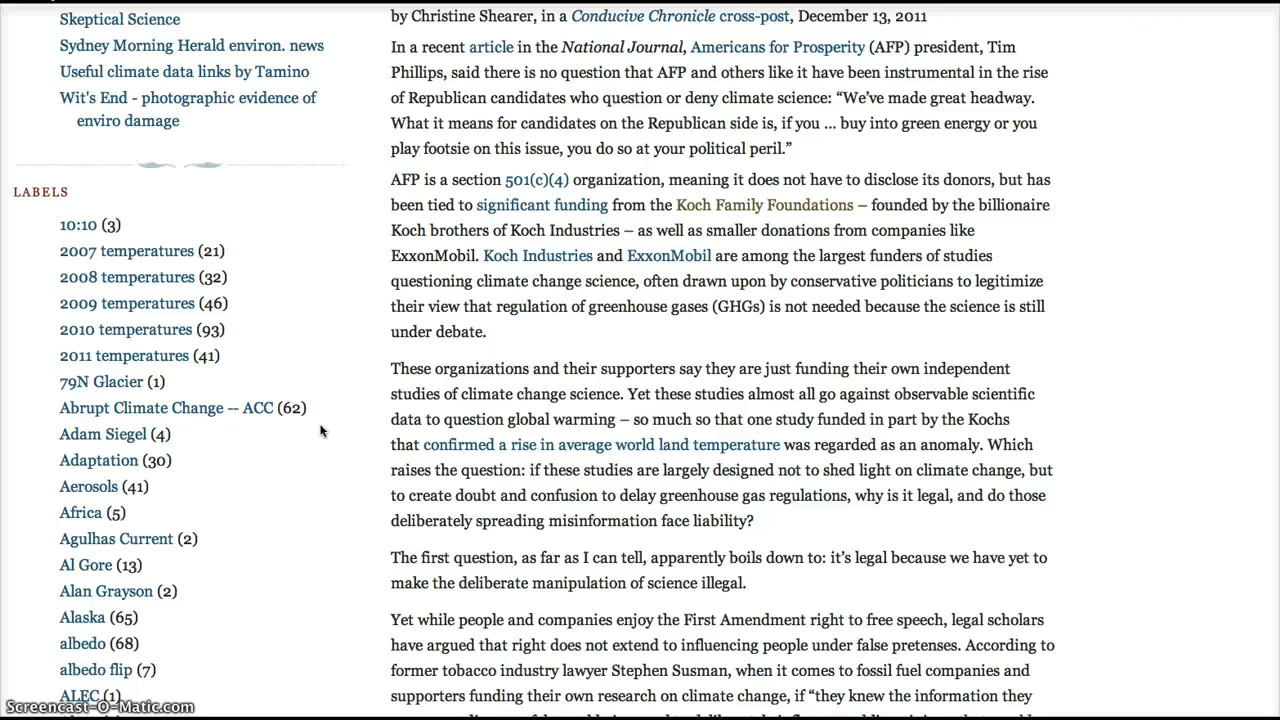 Skeptical Science
Sydney Morning Herald environ. news
Useful climate data links by Tamino
Wit's End - photographic evidence of
enviro damage
LABELS
10:10 (3)
2007 temperatures (21)
2008 temperatures (32)
2009 temperatures (46)
2010 temperatures (93)
2011 temperatures (41)
79N Glacier (1)
Abrupt Climate Change -- ACC (62)
Adam Siegel (4)
Adaptation (30)
Aerosols (41)
Africa (5)
Agulhas Current (2)
Al Gore (13)
Alan Grayson (2)
Alaska (65)
albedo (68)
albedo flip (7)
ALEC (1)
by Christine Shearer, in a Conducive Chronicle cross-post, December 13, 2011
In a recent article in the National Journal, Americans for Prosperity (AFP) president, Tim
Phillips, said there is no question that AFP and others like it have been instrumental in the rise
of Republican candidates who question or deny climate science: “We’ve made great headway.
What it means for candidates on the Republican side is, if you ... buy into green energy or you
play footsie on this issue, you do so at your political peril.”
AFP is a section 501(c)(4) organization, meaning it does not have to disclose its donors, but has
been tied to significant funding from the Koch Family Foundations – founded by the billionaire
Koch brothers of Koch Industries – as well as smaller donations from companies like
ExxonMobil. Koch Industries and ExxonMobil are among the largest funders of studies
questioning climate change science, often drawn upon by conservative politicians to legitimize
their view that regulation of greenhouse gases (GHGs) is not needed because the science is still
under debate.
These organizations and their supporters say they are just funding their own independent
studies of climate change science. Yet these studies almost all go against observable scientific
data to question global warming – so much so that one study funded in part by the Kochs
that confirmed a rise in average world land temperature was regarded as an anomaly. Which
raises the question: if these studies are largely designed not to shed light on climate change, but
to create doubt and confusion to delay greenhouse gas regulations, why is it legal, and do those
deliberately spreading misinformation face liability?
The first question, as far as I can tell, apparently boils down to: it’s legal because we have yet to
make the deliberate manipulation of science illegal.
Yet while people and companies enjoy the First Amendment right to free speech, legal scholars
have argued that right does not extend to influencing people under false pretenses. According to
former tobacco industry lawyer Stephen Susman, when it comes to fossil fuel companies and
supporters funding their own research on climate change, if “they knew the information they
Screencast-O-Matic.com